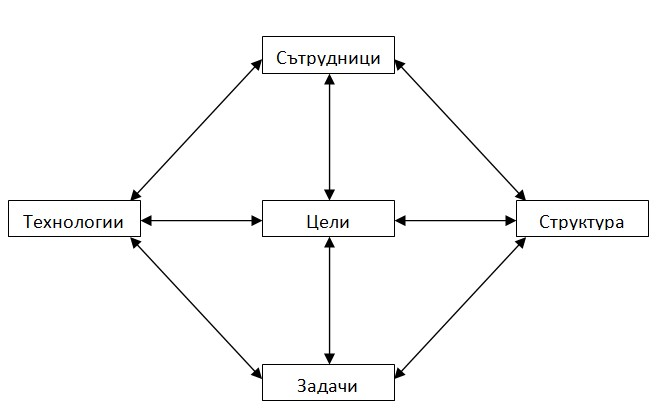 Сътрудници
Технологии
Цели
Структура
Задачи